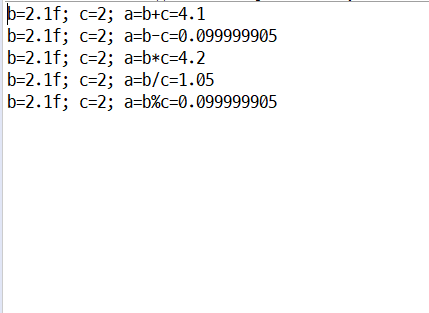 b=2.1f; c=2; a=b+c=4.1
b=2.1f; c=2; a=b-c=0.099999905
b=2.1f; c=2; a=b*c=4.2
b=2.1f; c=2; a=b/c=1.05
b=2.1f; c=2; a=b%c=0.099999905